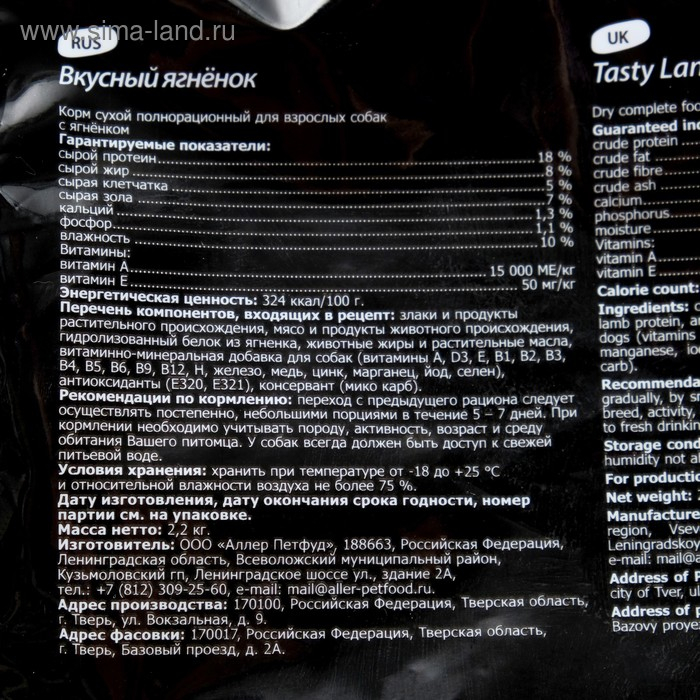 www.sima-land.ru
RUS
Вкусный ягнёнок
Корм сухой полнорационный для взрослых собак
с ягнёнком
Гарантируемые показатели:
сырой протеин 18 %
сырой жир 8 %
сырая клетчатка 5 %
сырая зола 7 %
кальций 1,3 %
фосфор 1,1 %
влажность 10 %
Витамины:
витамин А 15 000 МЕ/кг
витамин Е 50 мг/кг
Энергетическая ценность: 324 ккал/100 г.
Перечень компонентов, входящих в рецепт: злаки и продукты
растительного происхождения, мясо и продукты животного происхождения,
гидролизованный белок из ягненка, животные жиры и растительные масла,
витаминно-минеральная добавка для собак (витамины А, D3, Е, В1, В2, В3,
В4, В5, В6, В9, В12, Н, железо, медь, цинк, марганец, йод, селен),
антиоксиданты (Е320, Е321), консервант (мико карб).
Рекомендации по кормлению: переход с предыдущего рациона следует
осуществлять постепенно, небольшими порциями в течение 5 – 7 дней. При
кормлении необходимо учитывать породу, активность, возраст и среду
обитания Вашего питомца. У собак всегда должен быть доступ к свежей
питьевой воде.
Условия хранения: хранить при температуре от -18 до +25 °С
и относительной влажности воздуха не более 75 %.
Дату изготовления, дату окончания срока годности, номер
партии см. на упаковке.
Масса нетто: 2,2 кг.
Изготовитель: ООО «Аллер Петфуд», 188663, Российская Федерация,
Ленинградская область, Всеволожский муниципальный район,
Кузьмоловский гп, Ленинградское шоссе ул., здание 2А,
тел.: +7 (812) 309-25-60, e-mail: mail@aller-petfood.ru.
Адрес производства: 170100, Российская Федерация, Тверская область,
г. Тверь, ул. Вокзальная, д. 9.
Адрес фасовки: 170017, Российская Федерация, Тверская область,
г. Тверь, Базовый проезд, д. 2А.
UK
Tasty Lam
Dry complete foo
Guaranteed ind
crude protein
crude fat
crude fibre
crude ash
calcium
phosphorus
moisture
Vitamins:
vitamin A
vitamin E
Calorie count:
Ingredients: c
lamb protein, an
dogs (vitamins
manganese, io
carb).
Recommenda
gradually, by sm
breed, activity,
to fresh drinkin
Storage cond
humidity not al
For productio
Net weight:
Manufacture
region, Vsev
Leningradskoy
e-mail: mail@
Address of m
city of Tver, ul
Address of p
Bazovy proye